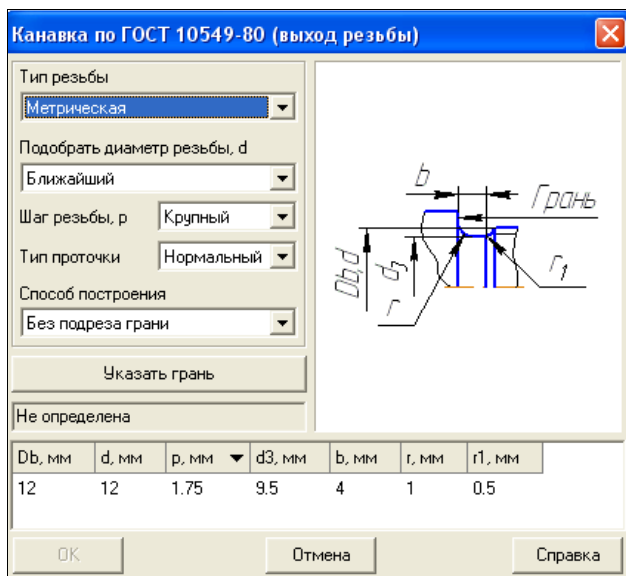 Канавка по ГОСТ 10549-80 (выход резьбы)
Тип резьбы
Метрическая
Подобрать диаметр резьбы, d
Ближайший
Шаг резьбы, p Крупный
Тип проточки Нормальный
Способ построения
Без подреза грани
Указать грань
Не определена
b
Грань
Db,d
d3
r
r1
Db, мм d, мм p, мм d3, мм b, мм r, мм r1, мм
12 12 1.75 9.5 4 1 0.5
OK Отмена Справка